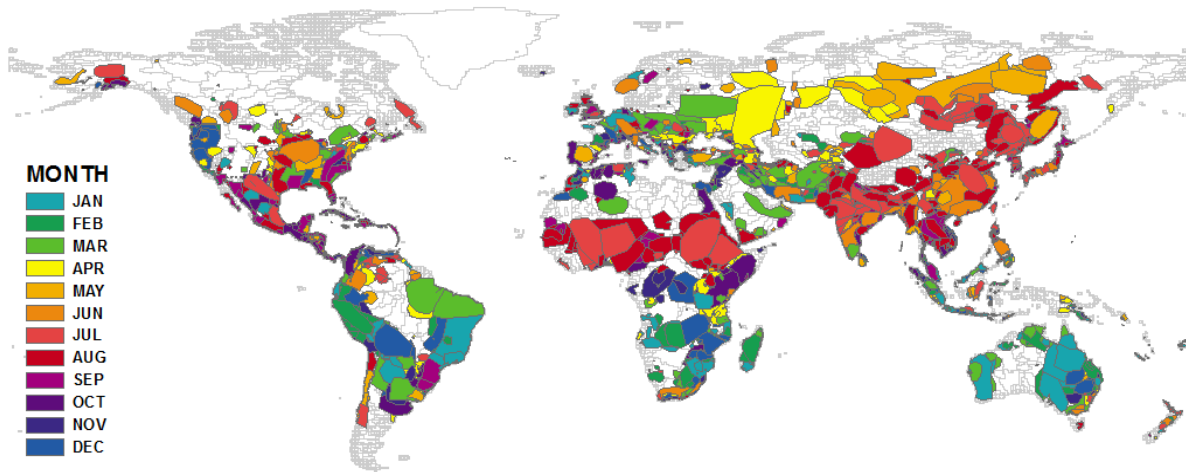 MONTH
JAN
FEB
MAR
APR
MAY
JUN
JUL
AUG
SEP
OCT
NOV
DEC